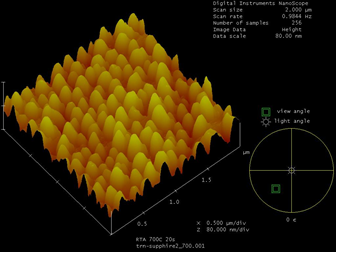 Digital Instruments NanoScope
Scan size 2.000 µm
Scan rate 0.9844 Hz
Number of samples 256
Image Data Height
Data scale 80.00 nm
view angle
light angle
µm
1.5
1.0
0.5
X 0.500 µm/div
Z 80.000 nm/div
0 °
RTA 700C 20s
trn-supphire2_700.001